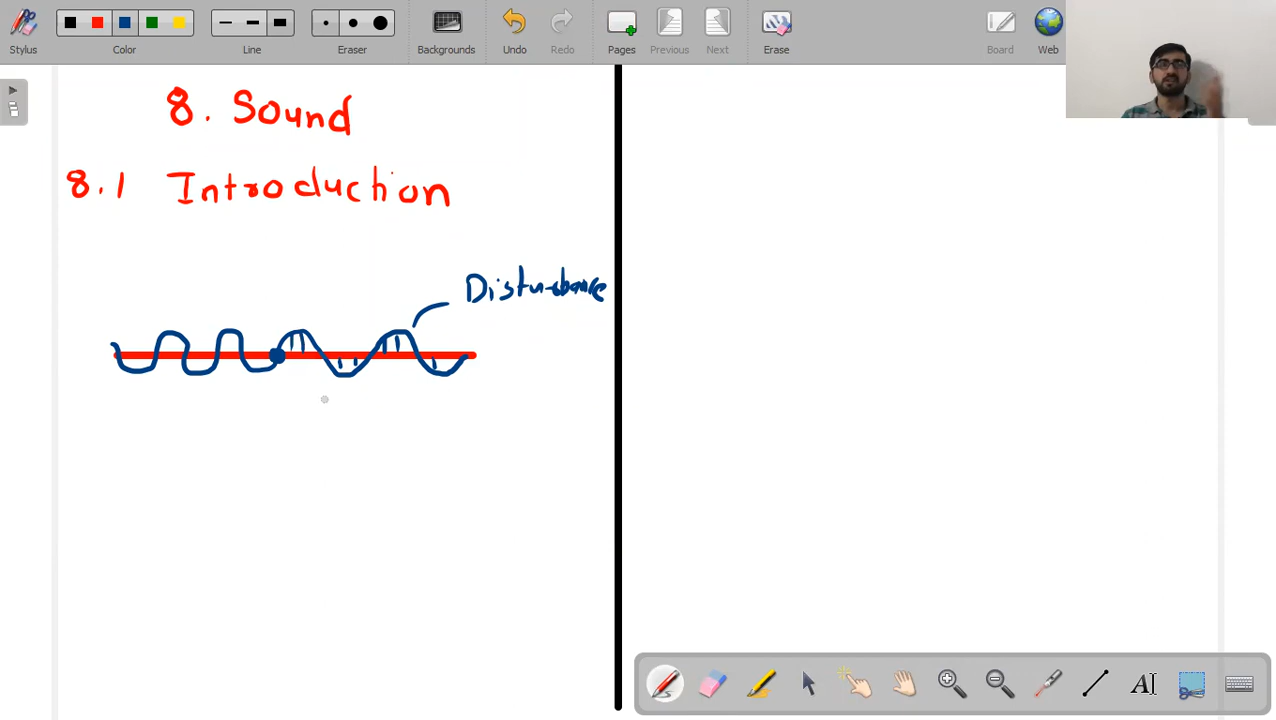 Stylus
Color
Line
Eraser
Backgrounds
Undo
Redo
Pages
Previous
Next
Erase
Board
Web
8. Sound
8.1 Introduction
Disturbance